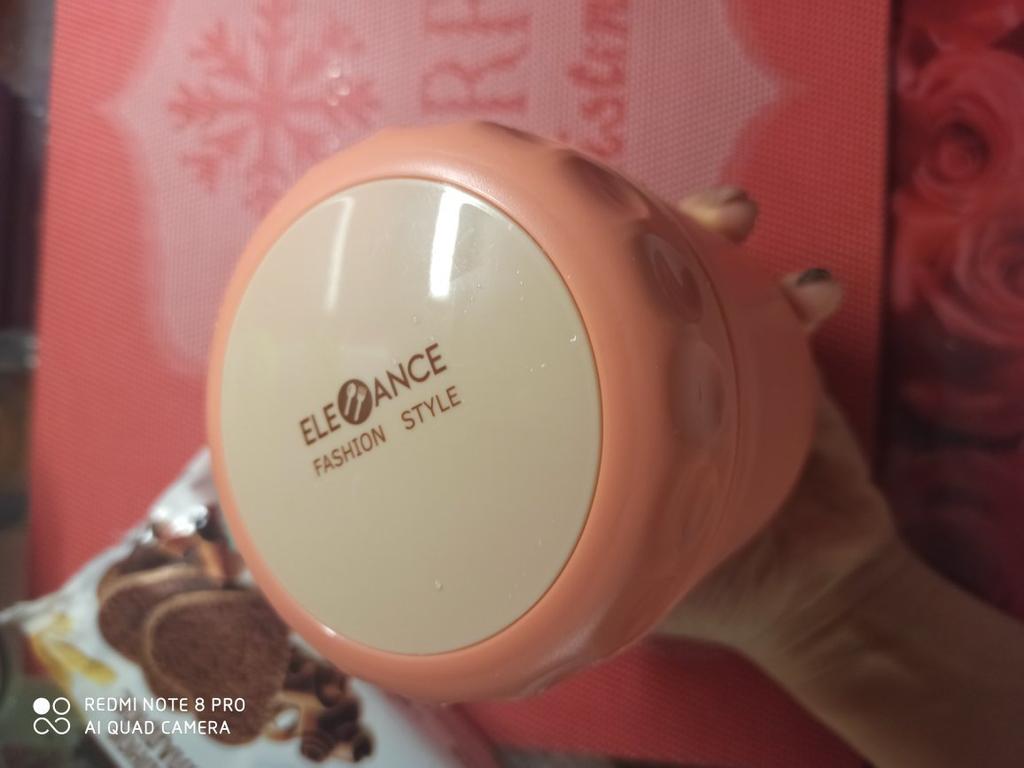 ELEGANCE
FASHION STYLE
REDMI NOTE 8 PRO
AI QUAD CAMERA